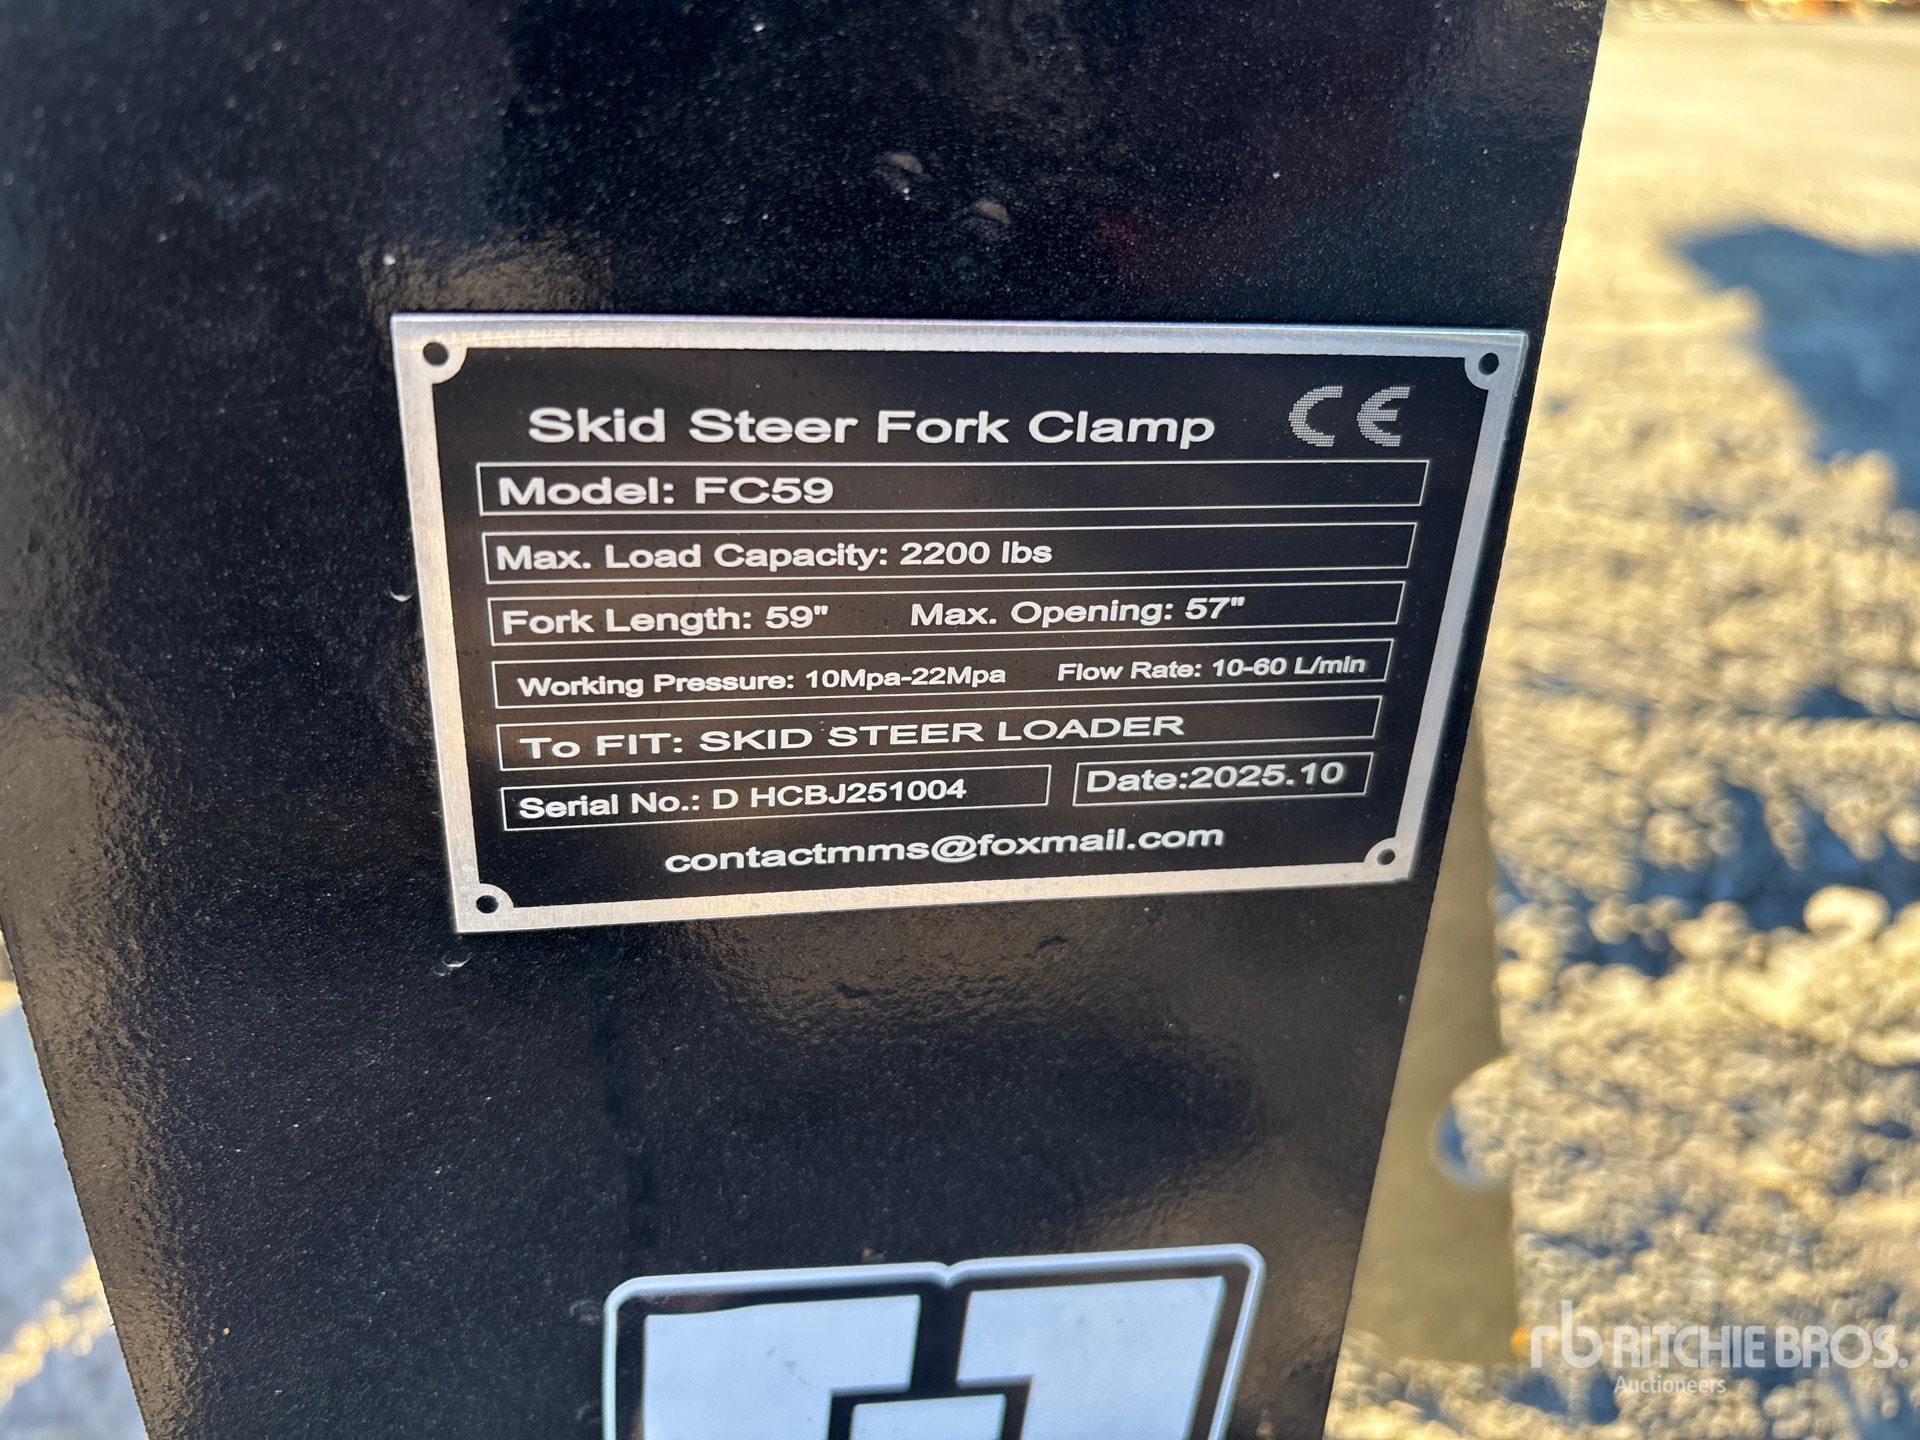 Skid Steer Fork Clamp CE
Model: FC59
Max. Load Capacity: 2200 lbs
Fork Length: 59" Max. Opening: 57"
Working Pressure: 10Mpa-22Mpa Flow Rate: 10-60 L/min
To FIT: SKID STEER LOADER
Serial No.: D HCBJ251004 Date:2025.10
contactmms@foxmail.com
rb RITCHIE BROS.
Auctioneers